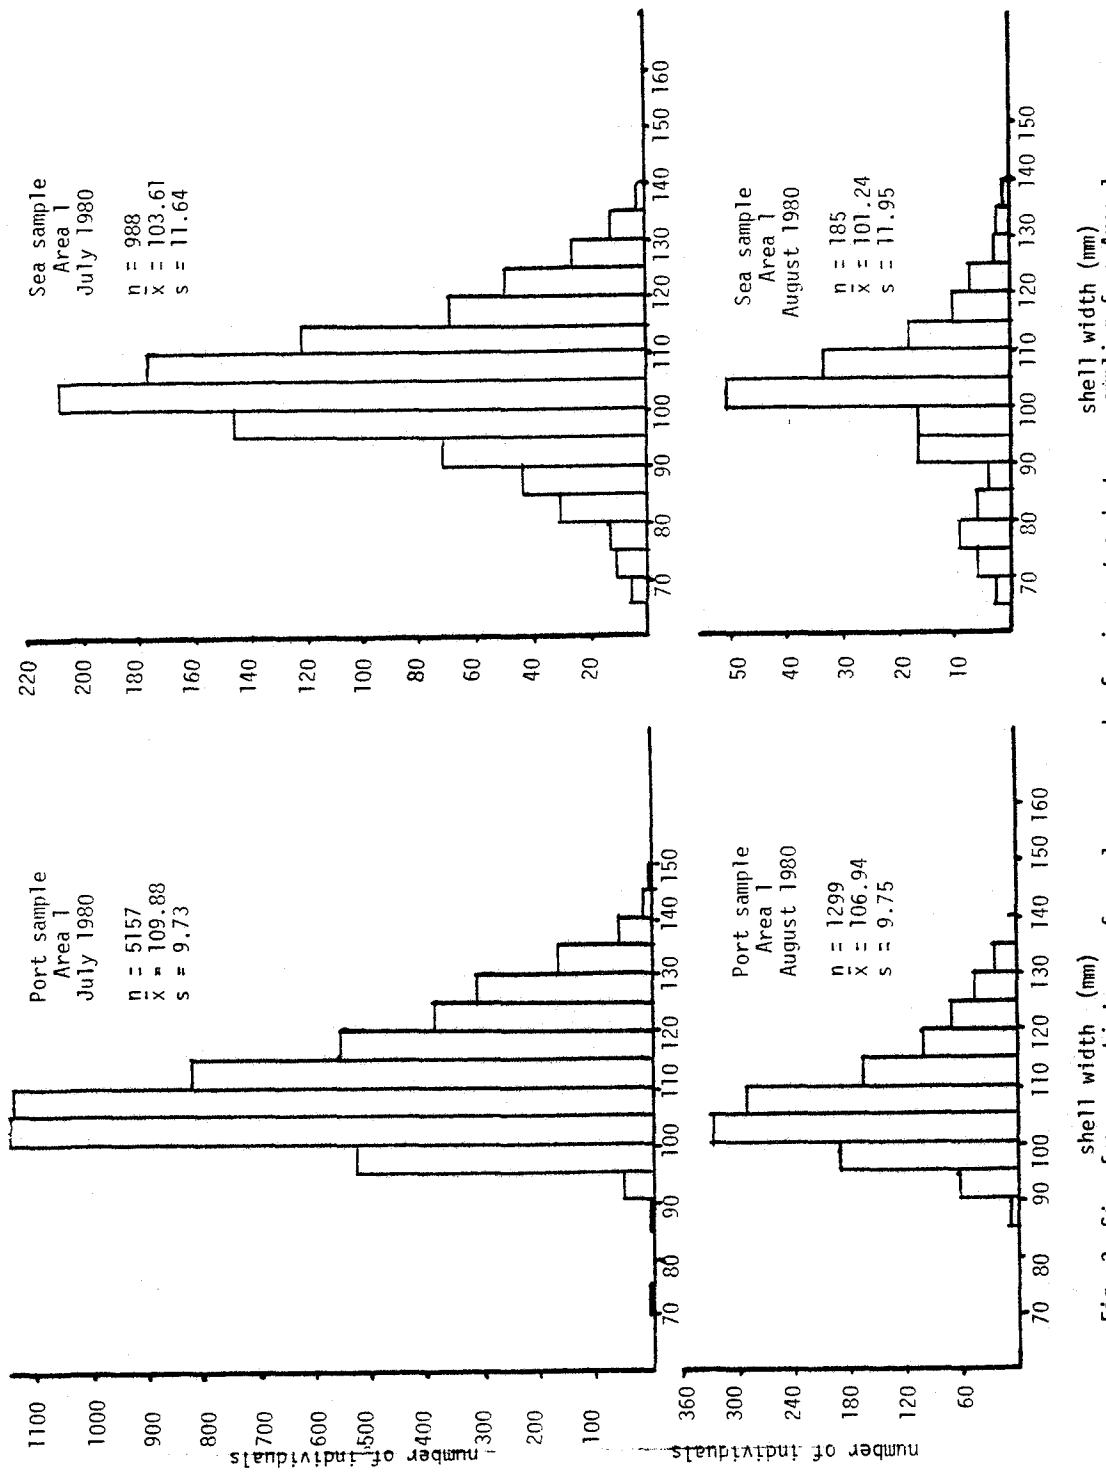 Port sample
Area 1
July 1980
n = 5157
x̄ = 109.88
s = 9.73
1100
1000
900
800
700
600
500
400
300
200
100
number of individuals
70 80 90 100 110 120 130 140 150
Sea sample
Area 1
July 1980
n = 988
x̄ = 103.61
s = 11.64
220
200
180
160
140
120
100
80
60
40
20
70 80 90 100 110 120 130 140 150 160
Port sample
Area 1
August 1980
n = 1299
x̄ = 106.94
s = 9.75
360
300
240
180
120
60
number of individuals
70 80 90 100 110 120 130 140 150 160
shell width (mm)
Sea sample
Area 1
August 1980
n = 185
x̄ = 101.24
s = 11.95
50
40
30
20
10
70 80 90 100 110 120 130 140 150
shell width (mm)